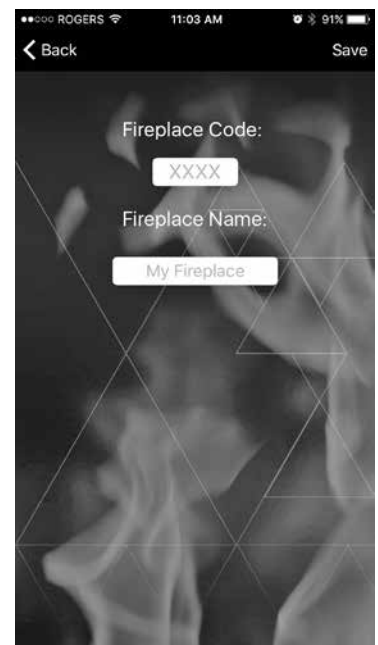 ROGERS 11:03 AM 91%
Back Save
Fireplace Code:
XXXX
Fireplace Name:
My Fireplace